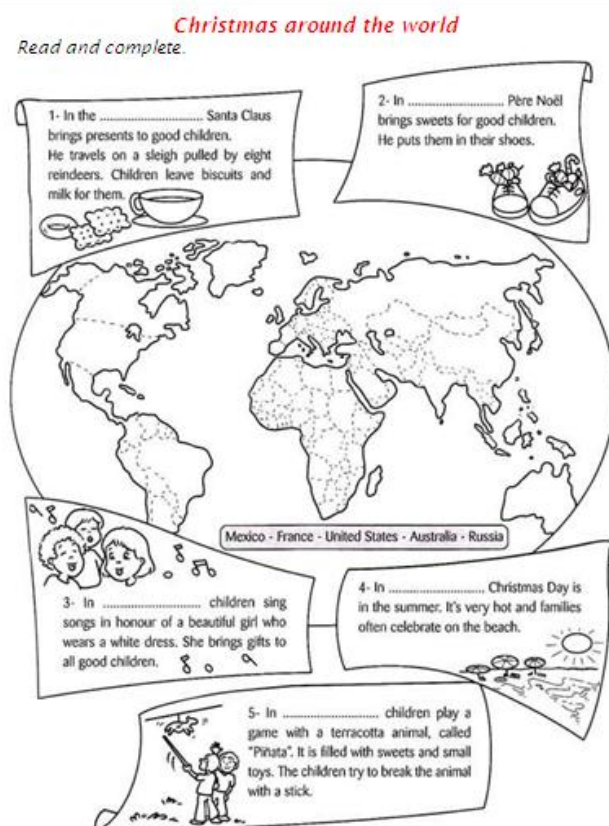 Christmas around the world
Read and complete.
1- In the .............................. Santa Claus
brings presents to good children.
He travels on a sleigh pulled by eight
reindeers. Children leave biscuits and
milk for them.
2- In ............................ Père Noël
brings sweets for good children.
He puts them in their shoes.
Mexico - France - United States - Australia - Russia
3- In ............................ children sing
songs in honour of a beautiful girl who
wears a white dress. She brings gifts to
all good children.
4- In ............................ Christmas Day is
in the summer. It's very hot and families
often celebrate on the beach.
5- In ............................ children play a
game with a terracotta animal, called
"Piñata". It is filled with sweets and small
toys. The children try to break the animal
with a stick.